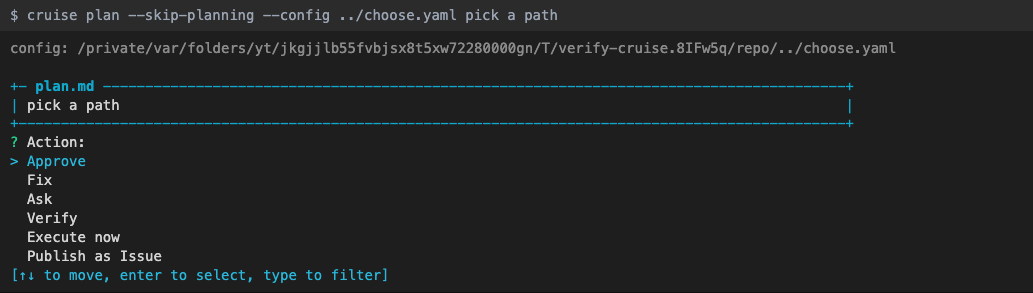 $ cruise plan --skip-planning --config ../choose.yaml pick a path
config: /private/var/folders/yt/jkgjjlb55fvbjsx8t5xw72280000gn/T/verify-cruise.8IFw5q/repo/../choose.yaml
+— plan.md ----------------------------------------------------------------------------------------+
| pick a path |
+--------------------------------------------------------------------------------------------------+
? Action:
> Approve
Fix
Ask
Verify
Execute now
Publish as Issue
[↑↓ to move, enter to select, type to filter]